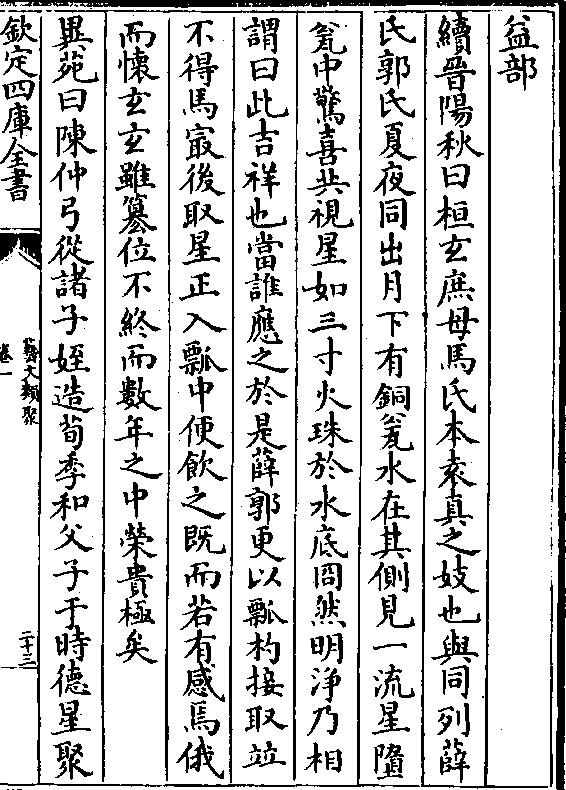 益部
續晉陽秋曰桓玄庶母馬氏本袁真之妓也與同列薛
氏郭氏夏夜同出月下有銅瓮水在其側見一流星墮
瓮中驚喜共視星如三寸火珠於水底冏然明淨乃相
謂曰此吉祥也當誰應之於是薛郭更以瓢杓接取竝
不得馬㝡後取星正入瓢中便飲之既而若有感焉俄
而懷玄玄雖簒位不終而數年之中榮貴極矣
異苑曰陳仲弓從諸子姪造荀季和父子于時德星聚
欽定四庫全書
藝文類聚
卷一
二十三